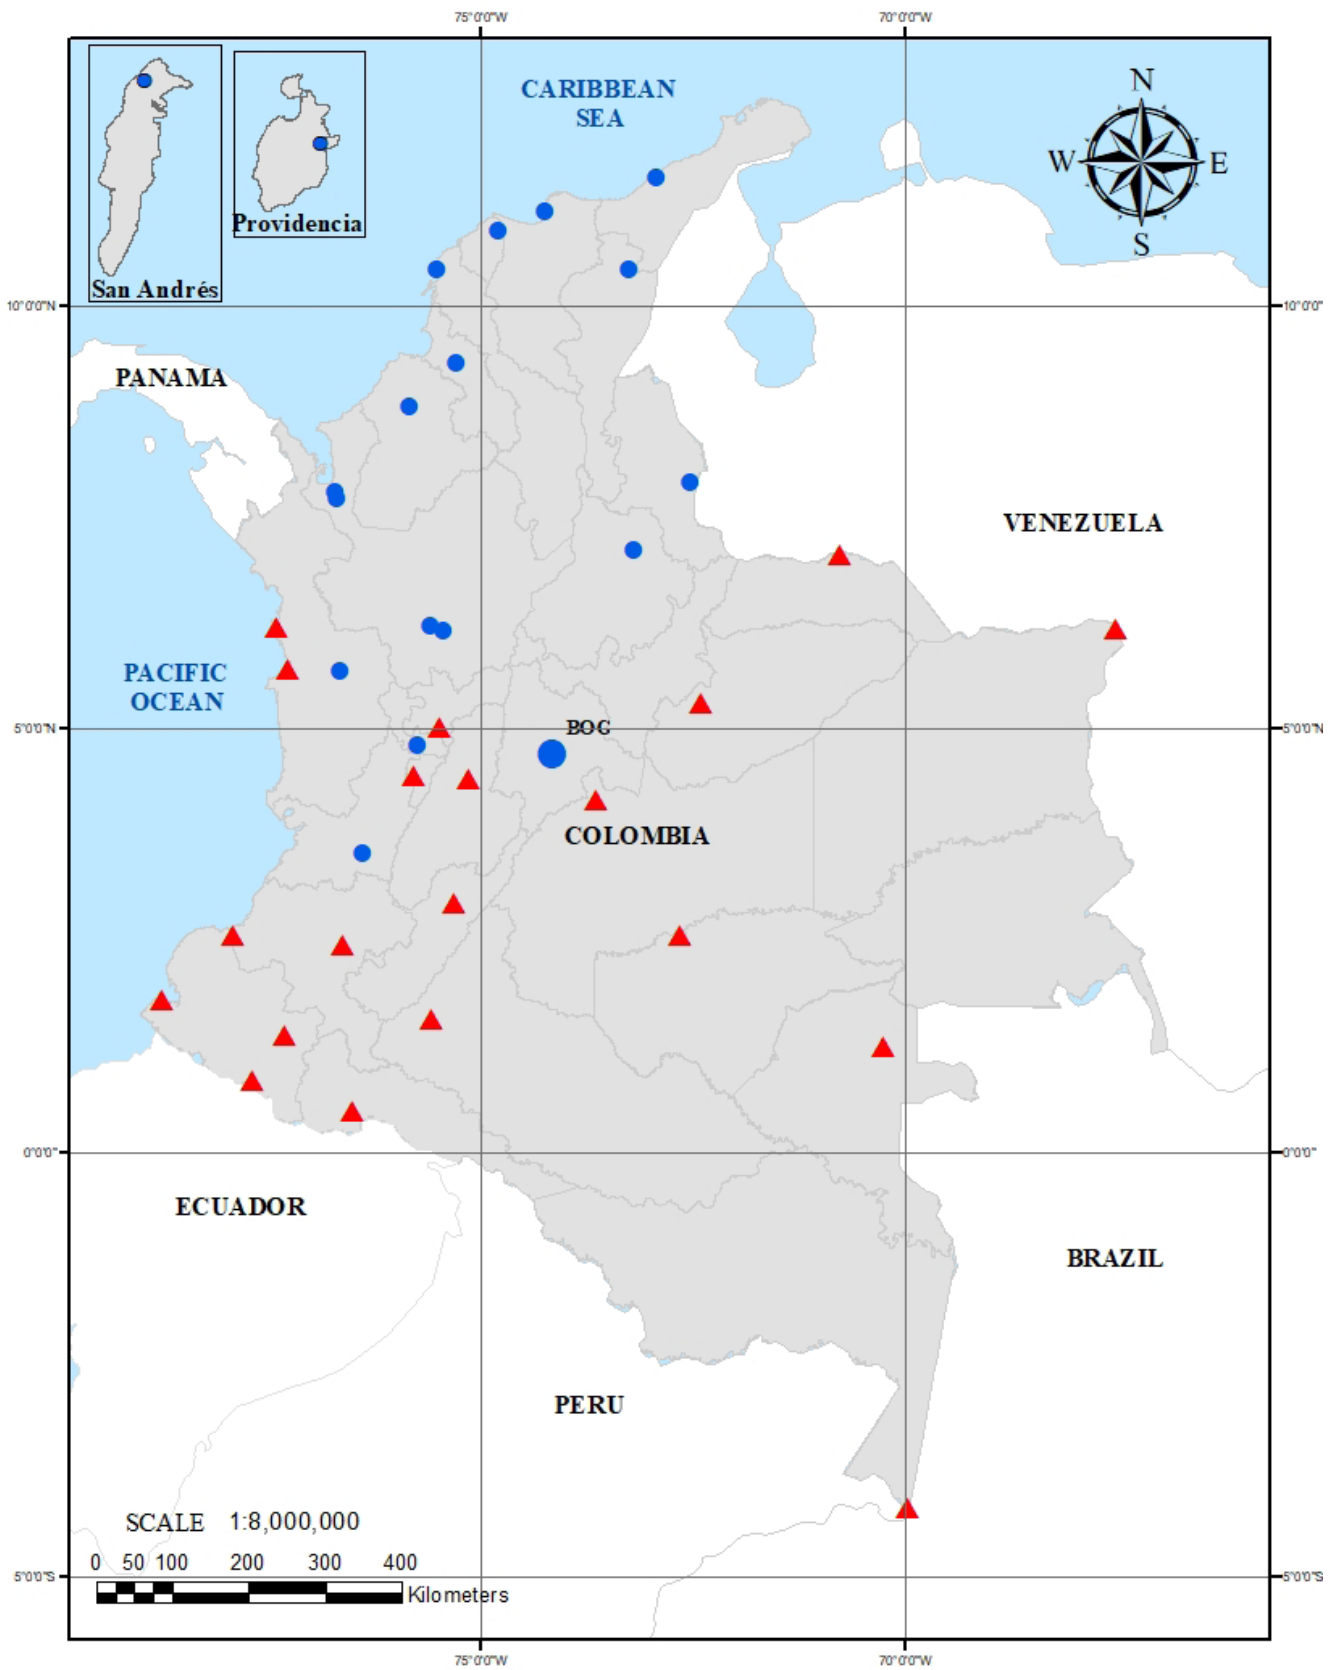 75°0'0"W 70°0'0"W
CARIBBEAN
SEA
N
W E
S
Providencia
San Andrés
10°0'0"N 10°0'0"
PANAMA
VENEZUELA
PACIFIC
OCEAN
5°0'0"N 5°0'0"N
BOG
COLOMBIA
0°0'0" 0°0'0"
ECUADOR
BRAZIL
PERU
SCALE 1:8,000,000
0 50 100 200 300 400
Kilometers
5°0'0"S 5°0'0"S
75°0'0"W 70°0'0"W